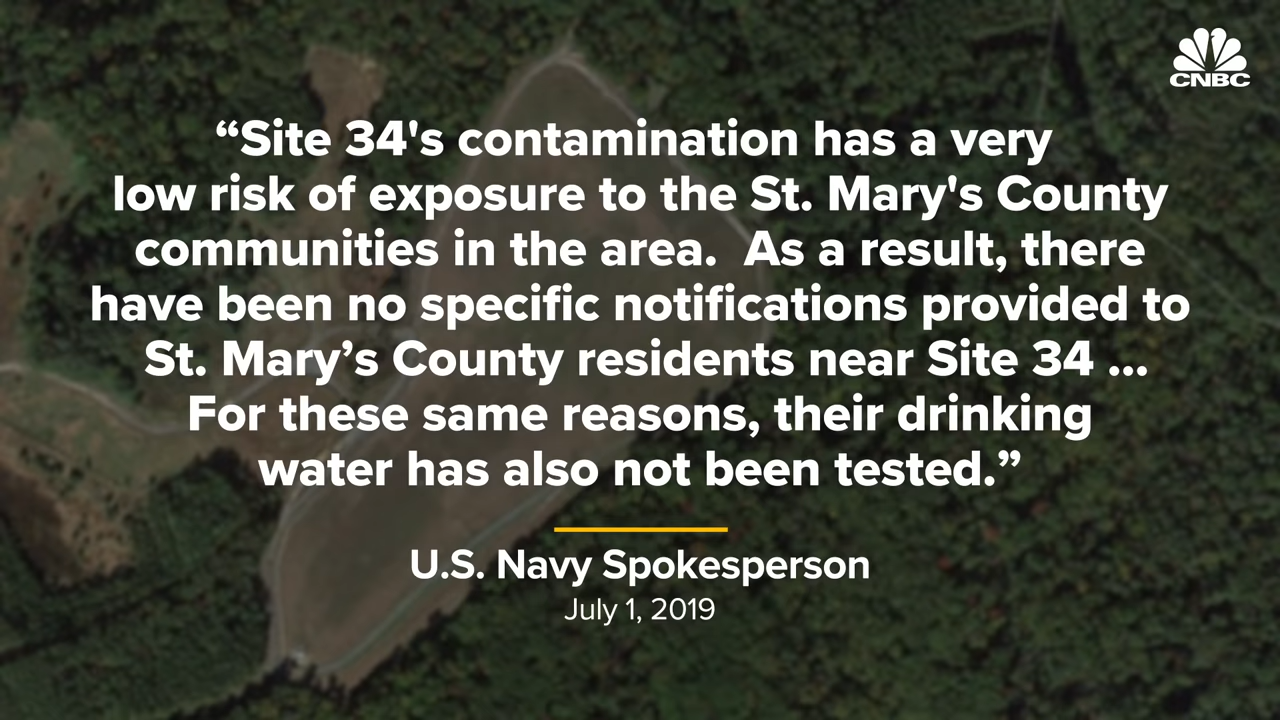 CNBC
“Site 34's contamination has a very
low risk of exposure to the St. Mary's County
communities in the area.  As a result, there
have been no specific notifications provided to
St. Mary’s County residents near Site 34 ...
For these same reasons, their drinking
water has also not been tested.”
U.S. Navy Spokesperson
July 1, 2019